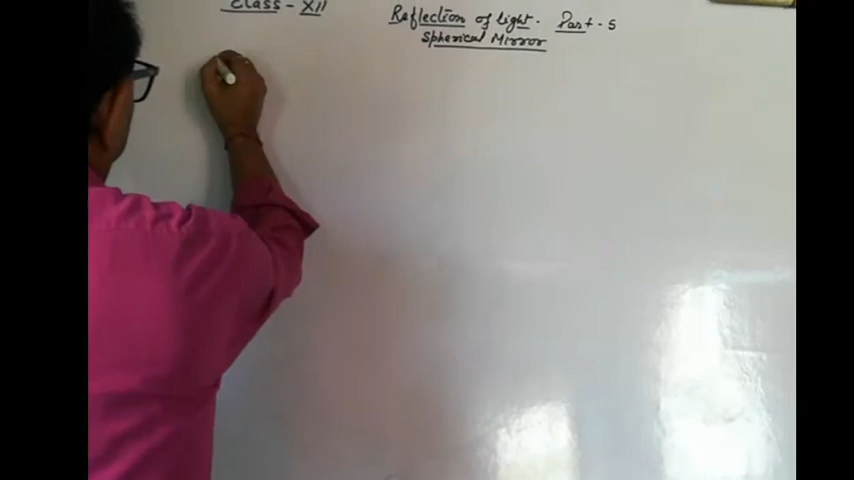 Class - XII
Reflection of light - Part - 5
Spherical Mirror